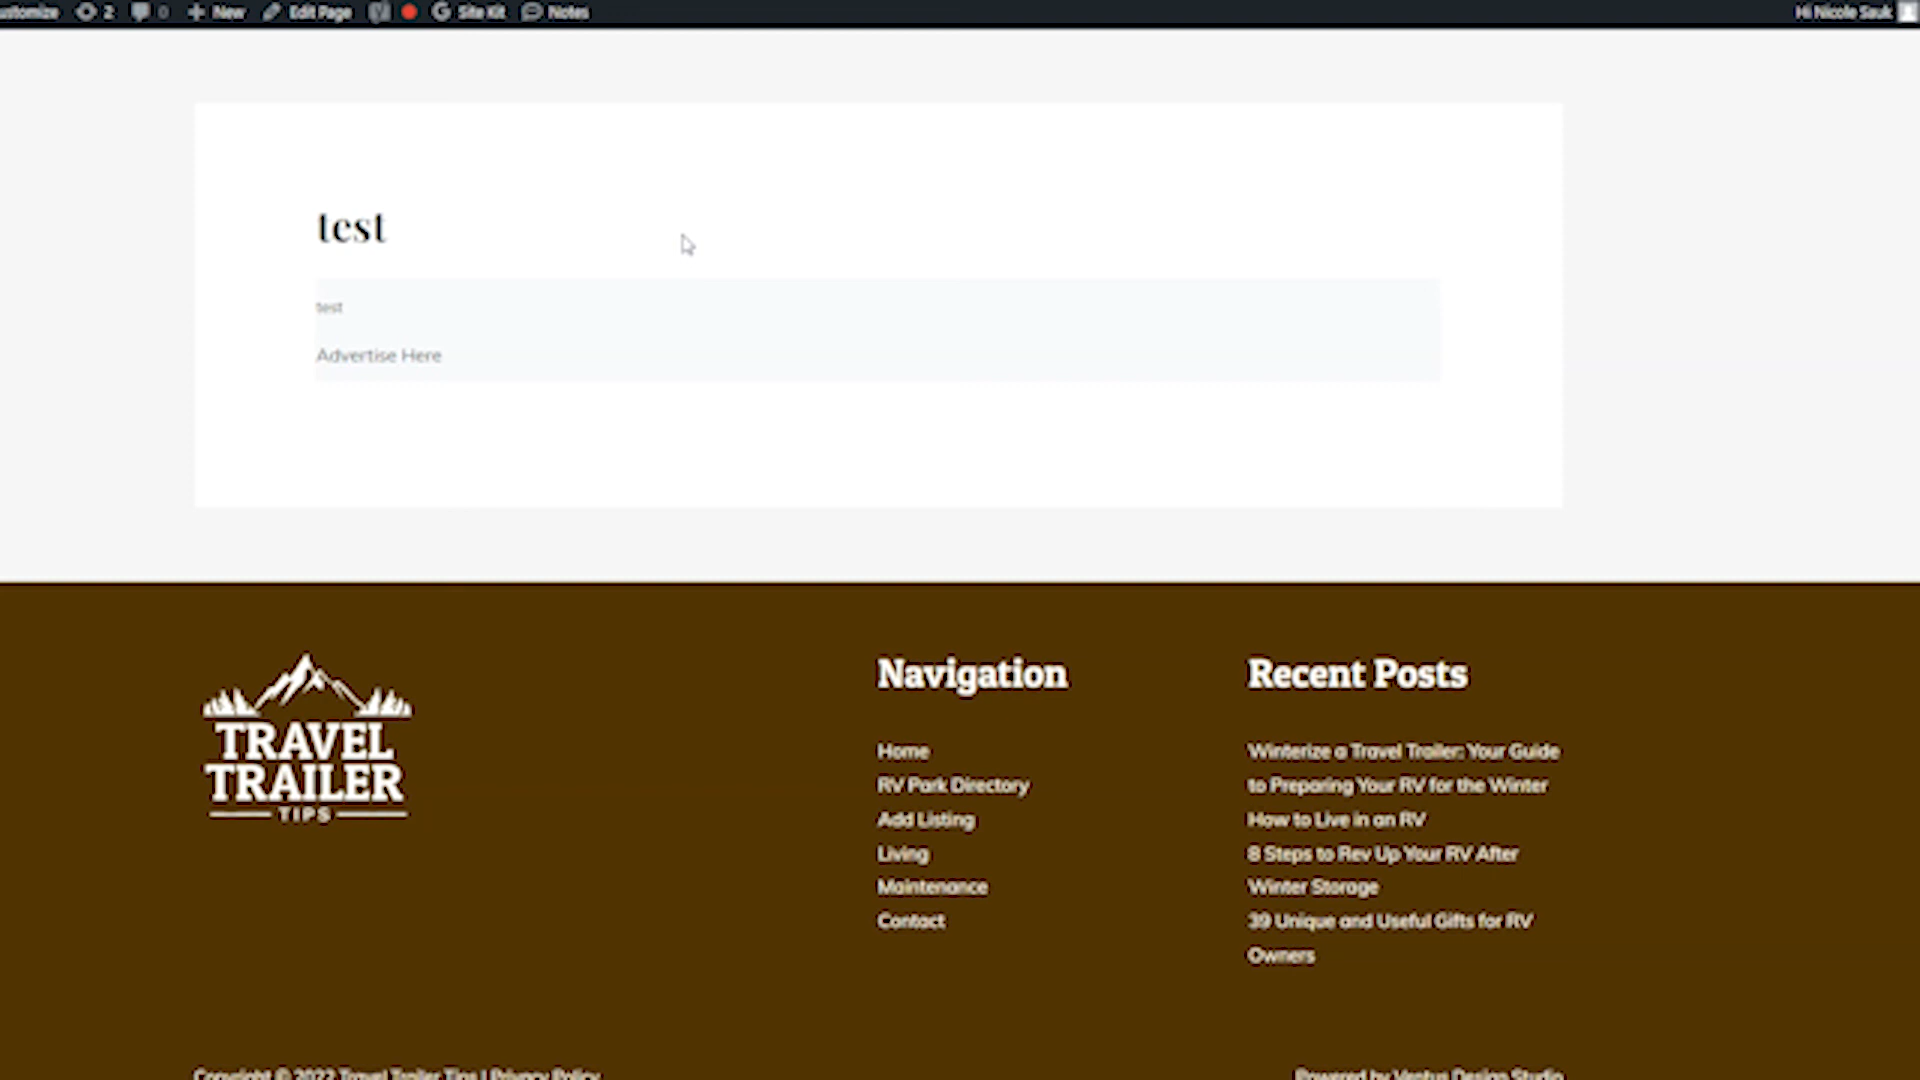 ustomize 2 0 New Edit Page Site Kit Notes Hi Nicole Sauk
test
test
Advertise Here
TRAVEL
TRAILER
TIPS
Navigation
Home
RV Park Directory
Add Listing
Living
Maintenance
Contact
Recent Posts
Winterize a Travel Trailer: Your Guide
to Preparing Your RV for the Winter
How to Live in an RV
8 Steps to Rev Up Your RV After
Winter Storage
39 Unique and Useful Gifts for RV
Owners
Copyright © 2022 Travel Trailer Tips | Privacy Policy
Powered by Ventus Design Studio